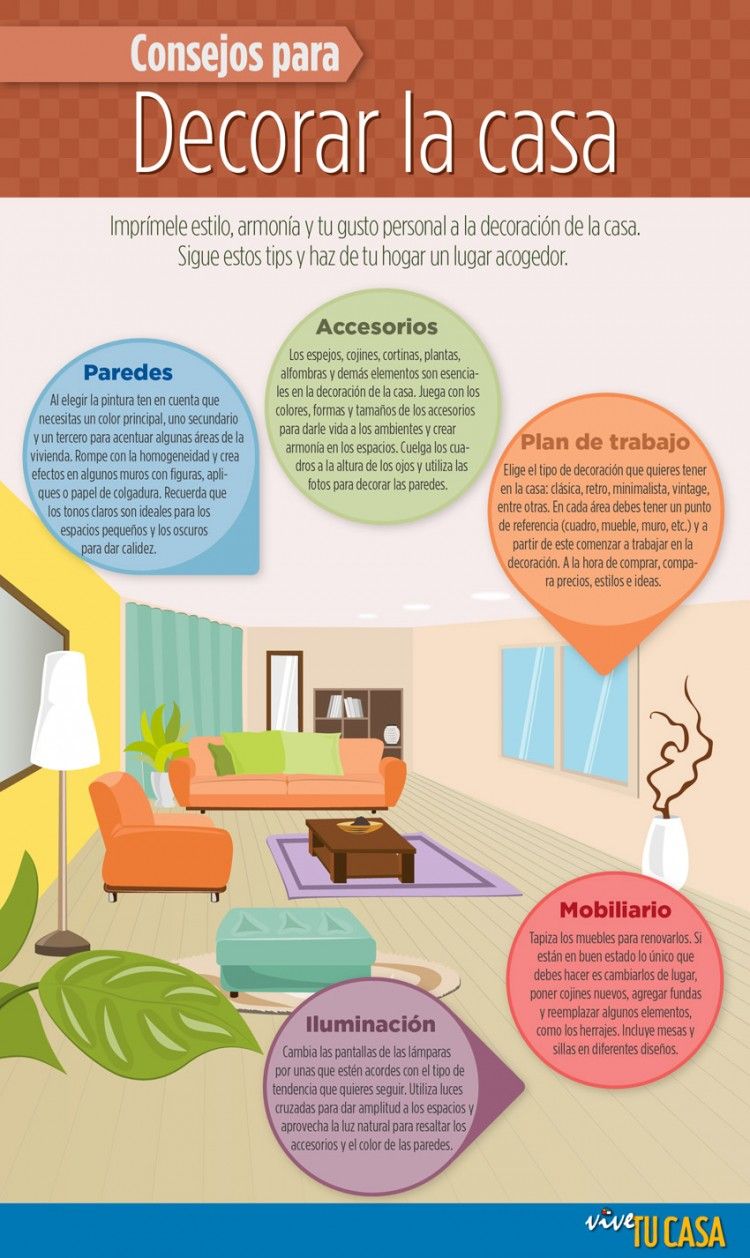 Consejos para
Decorar la casa
Imprímele estilo, armonía y tu gusto personal a la decoración de la casa.
Sigue estos tips y haz de tu hogar un lugar acogedor.
Paredes
Al elegir la pintura ten en cuenta que
necesitas un color principal, uno secundario
y un tercero para acentuar algunas áreas de la
vivienda. Rompe con la homogeneidad y crea
efectos en algunos muros con figuras, apli-
ques o papel de colgadura. Recuerda que
los tonos claros son ideales para los
espacios pequeños y los oscuros
para dar calidez.
Accesorios
Los espejos, cojines, cortinas, plantas,
alfombras y demás elementos son esencia-
les en la decoración de la casa. Juega con los
colores, formas y tamaños de los accesorios
para darle vida a los ambientes y crear
armonía en los espacios. Cuelga los cua-
dros a la altura de los ojos y utiliza las
fotos para decorar las paredes.
Plan de trabajo
Elige el tipo de decoración que quieres tener
en la casa: clásica, retro, minimalista, vintage,
entre otras. En cada área debes tener un punto
de referencia (cuadro, mueble, muro, etc.) y a
partir de este comenzar a trabajar en la
decoración. A la hora de comprar, compa-
ra precios, estilos e ideas.
Mobiliario
Tapiza los muebles para renovarlos. Si
están en buen estado lo único que
debes hacer es cambiarlos de lugar,
poner cojines nuevos, agregar fundas
y reemplazar algunos elementos,
como los herrajes. Incluye mesas y
sillas en diferentes diseños.
Iluminación
Cambia las pantallas de las lámparas
por unas que estén acordes con el tipo de
tendencia que quieres seguir. Utiliza luces
cruzadas para dar amplitud a los espacios y
aprovecha la luz natural para resaltar los
accesorios y el color de las paredes.
vive TU CASA